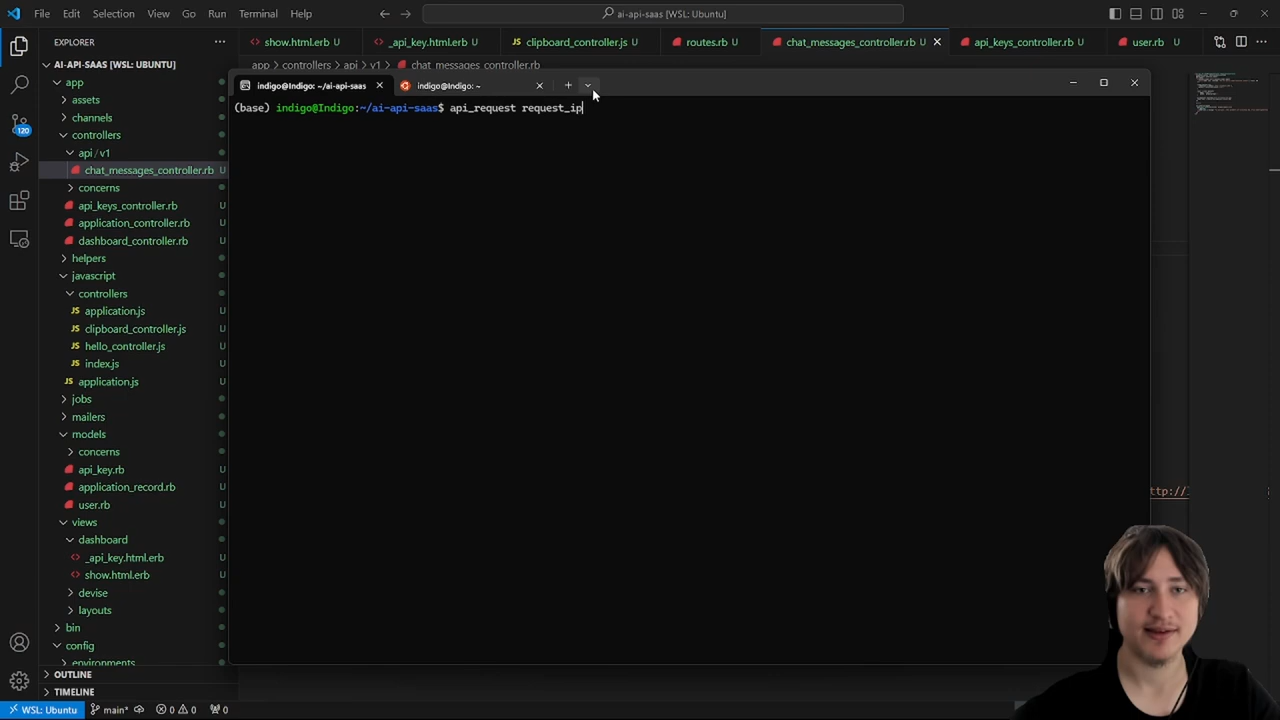 File Edit Selection View Go Run Terminal Help
ai-api-saas [WSL: Ubuntu]
EXPLORER
show.html.erb U
_api_key.html.erb U
clipboard_controller.js U
routes.rb U
chat_messages_controller.rb U
api_keys_controller.rb U
user.rb U
app > controllers > api > v1 > chat_messages_controller.rb
AI-API-SAAS [WSL: UBUNTU]
app
assets
channels
controllers
api / v1
chat_messages_controller.rb U
concerns
api_keys_controller.rb U
application_controller.rb U
dashboard_controller.rb U
helpers
javascript
controllers
application.js U
clipboard_controller.js U
hello_controller.js U
index.js U
application.js U
jobs
mailers
models
concerns
api_key.rb U
application_record.rb U
user.rb U
views
dashboard
_api_key.html.erb U
show.html.erb U
devise
layouts
bin
config
environments
OUTLINE
TIMELINE
120
indigo@Indigo: ~/ai-api-saas
indigo@Indigo: ~
(base) indigo@Indigo:~/ai-api-saas$ api_request request_ip
WSL: Ubuntu
main*
0 0
0